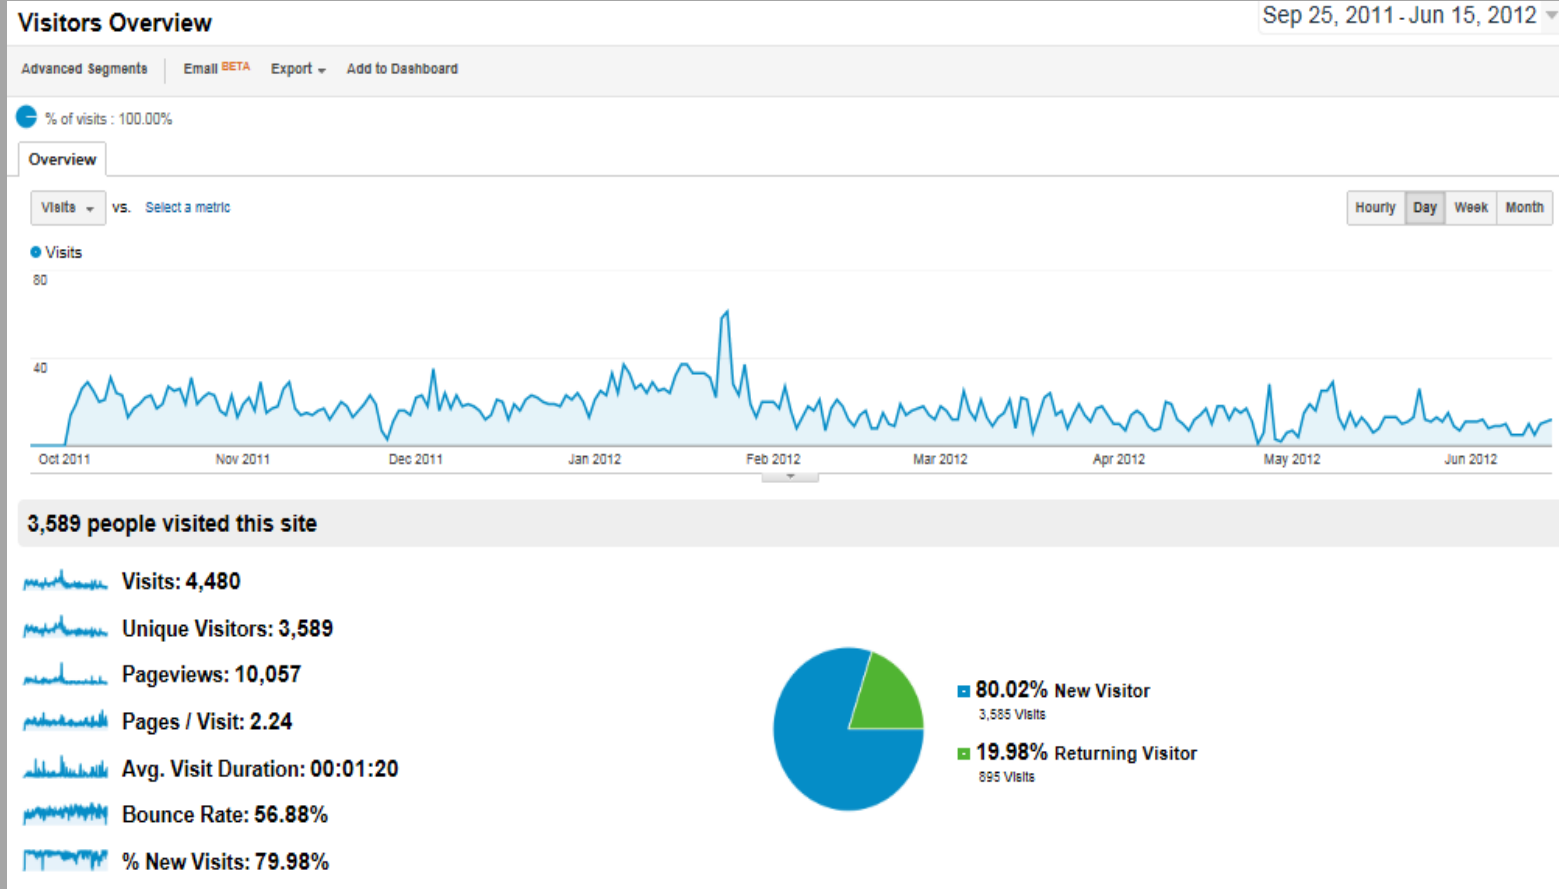 Visitors Overview
Sep 25, 2011 - Jun 15, 2012
Advanced Segments Email BETA Export Add to Dashboard
% of visits : 100.00%
Overview
Visits vs. Select a metric
Hourly Day Week Month
Visits
80
40
Oct 2011 Nov 2011 Dec 2011 Jan 2012 Feb 2012 Mar 2012 Apr 2012 May 2012 Jun 2012
3,589 people visited this site
Visits: 4,480
Unique Visitors: 3,589
Pageviews: 10,057
Pages / Visit: 2.24
Avg. Visit Duration: 00:01:20
Bounce Rate: 56.88%
% New Visits: 79.98%
80.02% New Visitor
3,585 Visits
19.98% Returning Visitor
895 Visits